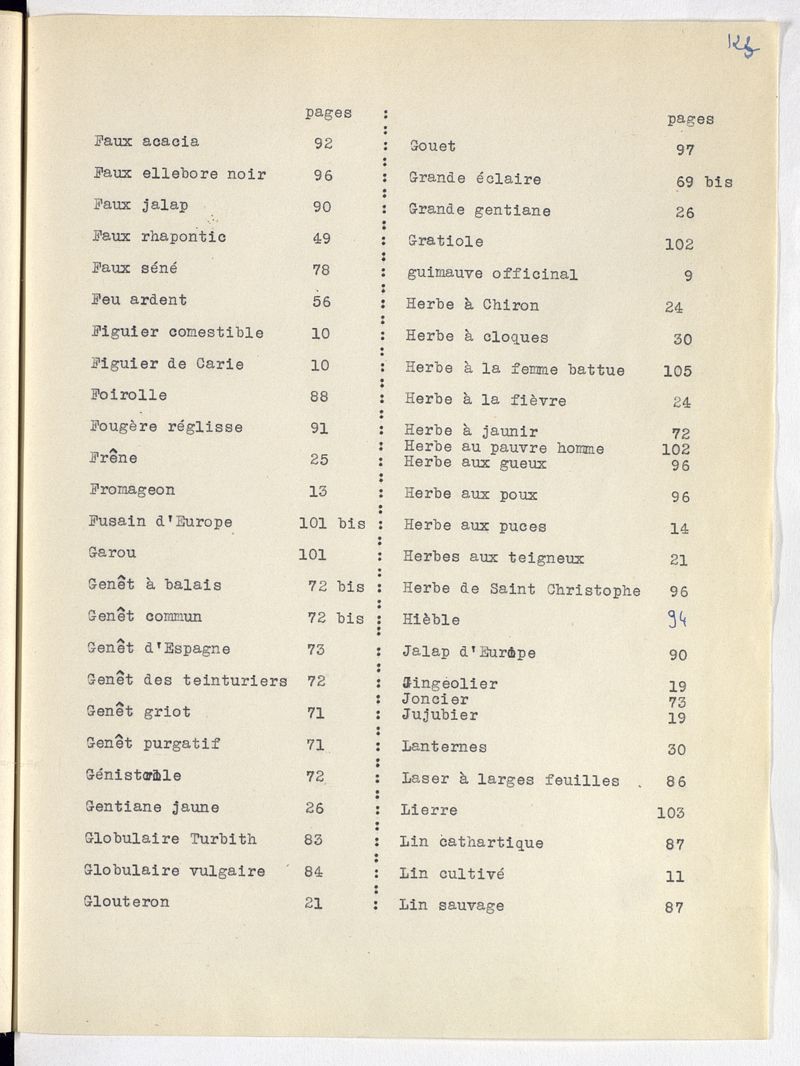 pages
Faux acacia 92
Faux ellebore noir 96
Faux jalap 90
Faux rhapontic 49
Faux séné 78
Feu ardent 56
Figuier comestible 10
Figuier de Carie 10
Foirolle 88
Fougère réglisse 91
Frêne 25
Fromageon 13
Fusain d'Europe 101 bis
Garou 101
Genêt à balais 72 bis
Genêt commun 72 bis
Genêt d'Espagne 73
Genêt des teinturiers 72
Genêt griot 71
Genêt purgatif 71
72
Gentiane jaune 26
Globulaire Turbith 83
Globulaire vulgaire 84
Glouteron 21
pages
Gouet 97
Grande éclaire 69 bis
Grande gentiane 26
Gratiole 102
guimauve officinal 9
Herbe à Chiron 24
Herbe à cloques 30
Herbe à la femme battue 105
Herbe à la fièvre 24
Herbe à jaunir 72
Herbe au pauvre homme 102
Herbe aux gueux 96
Herbe aux poux 96
Herbe aux puces 14
Herbes aux teigneux 21
Herbe de Saint Christophe 96
Hièble 94
Jalap d'Europe 90
Jingeolier 19
Joncier 73
Jujubier 19
Lanternes 30
Laser à larges feuilles . 86
Lierre 103
Lin cathartique 87
Lin cultivé 11
Lin sauvage 87